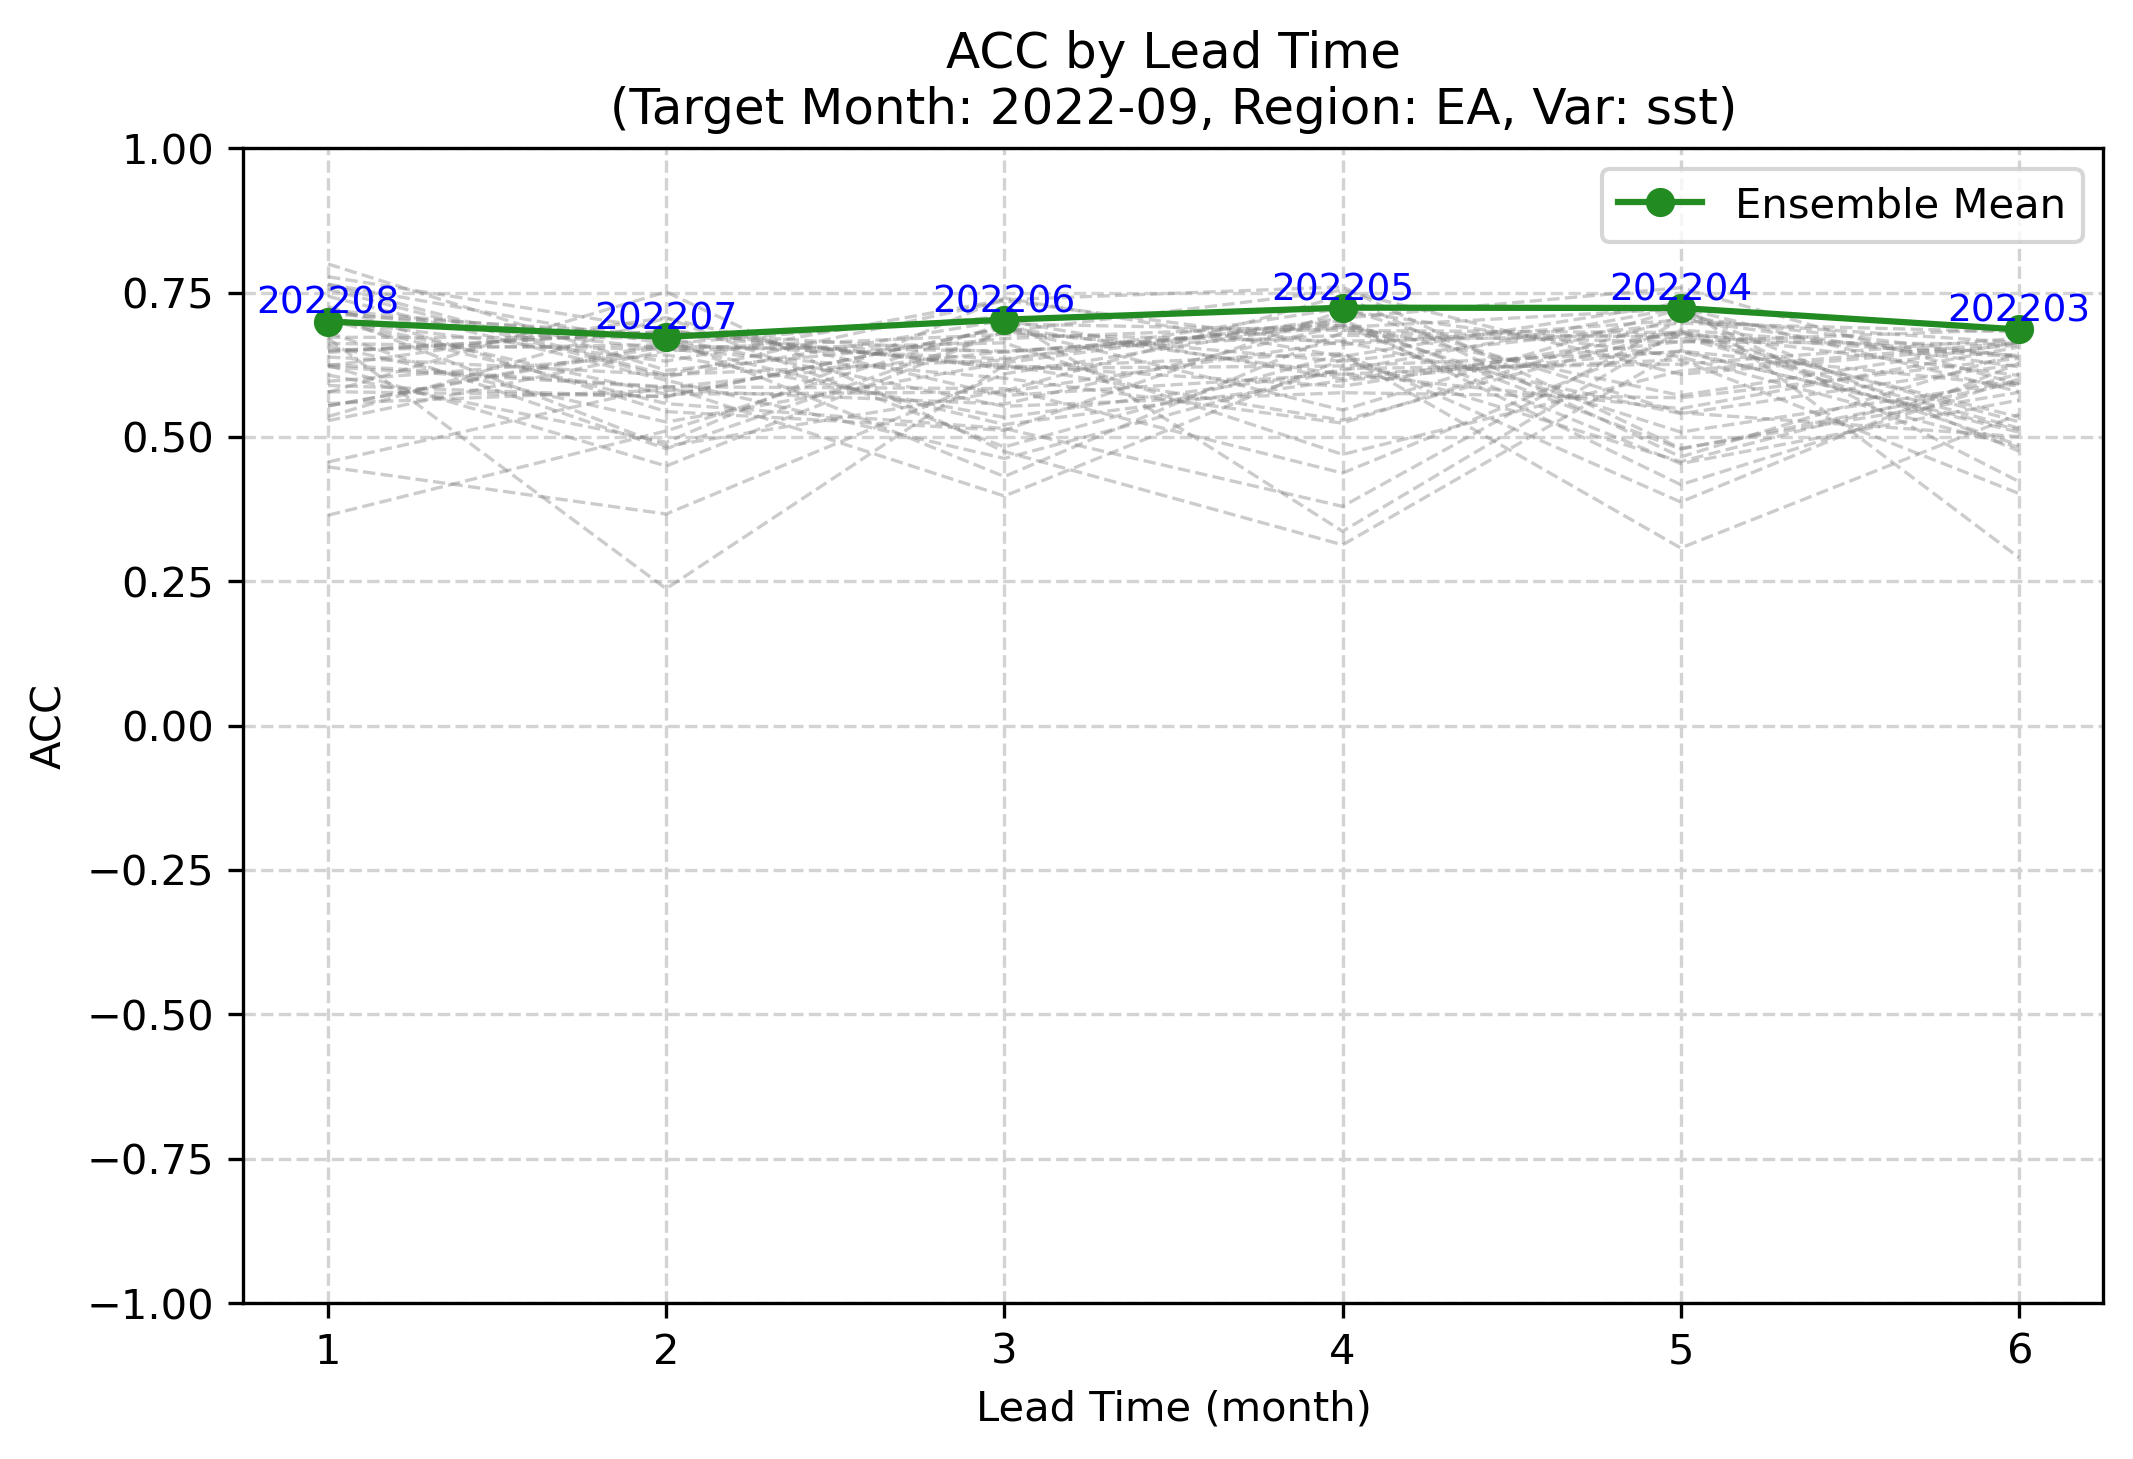 ACC by Lead Time
(Target Month: 2022-09, Region: EA, Var: sst)
1.00
0.75
0.50
0.25
0.00
−0.25
−0.50
−0.75
−1.00
ACC
Ensemble Mean
202208
202207
202206
202205
202204
202203
1 2 3 4 5 6
Lead Time (month)